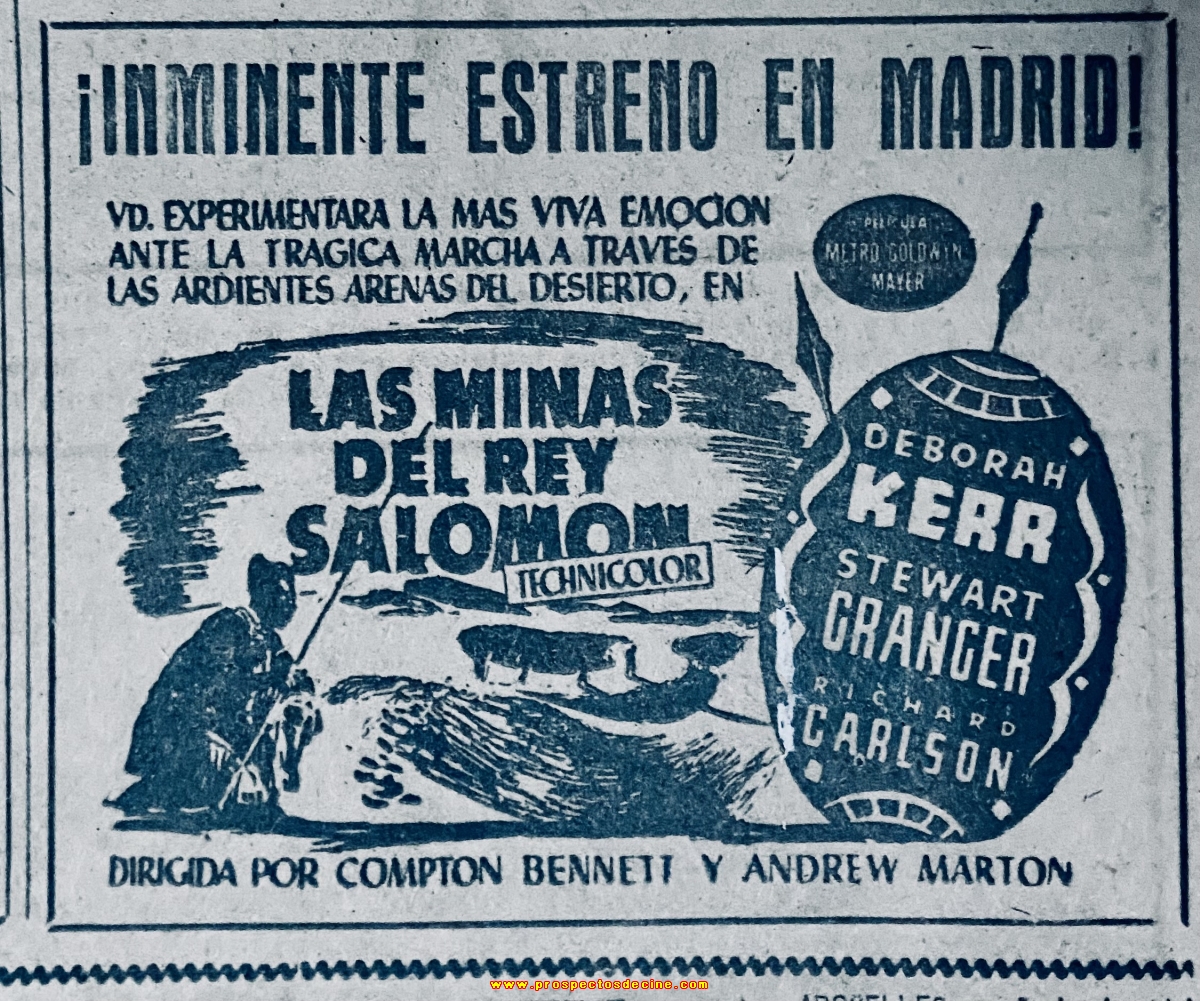 ¡INMINENTE ESTRENO EN MADRID!
VD. EXPERIMENTARA LA MAS VIVA EMOCION
ANTE LA TRAGICA MARCHA A TRAVES DE
LAS ARDIENTES ARENAS DEL DESIERTO, EN
PELICULA
METRO GOLDWYN
MAYER
LAS MINAS
DEL REY
SALOMON
TECHNICOLOR
DEBORAH
KERR
STEWART
GRANGER
RICHARD
CARLSON
DIRIGIDA POR COMPTON BENNETT Y ANDREW MARTON
www.prospectosdecine.com